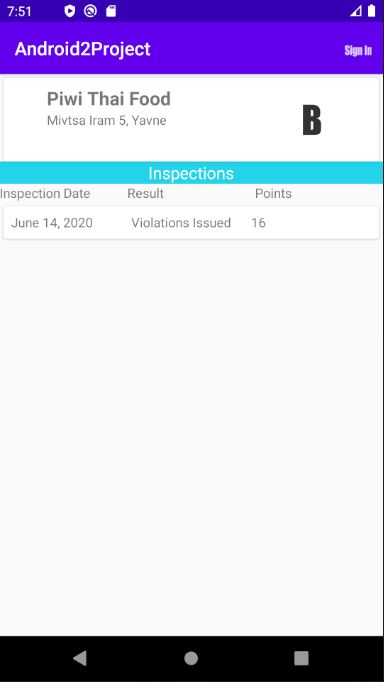 7:51
Android2Project
Sign In
Piwi Thai Food
Mivtsa Iram 5, Yavne
B
Inspections
Inspection Date Result Points
June 14, 2020 Violations Issued 16